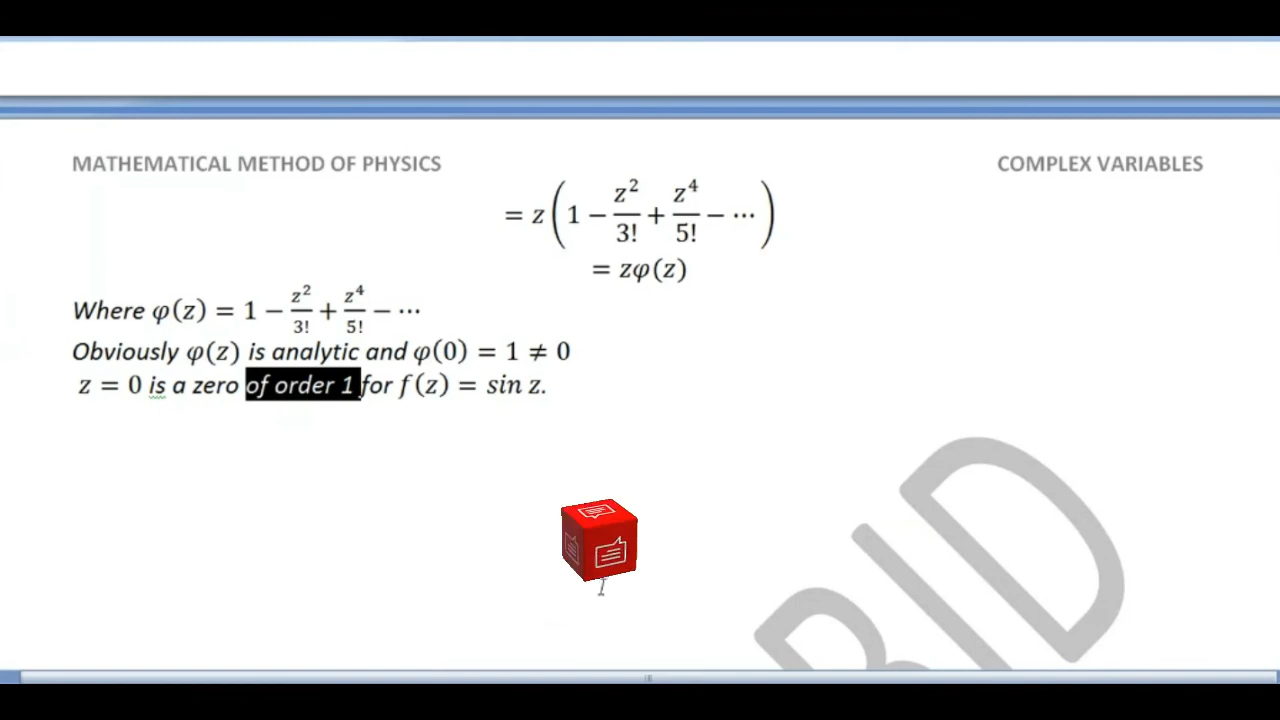 MATHEMATICAL METHOD OF PHYSICS COMPLEX VARIABLES
= z(1 − z²/3! + z⁴/5! − ⋯)
= zφ(z)
Where φ(z) = 1 − z²/3! + z⁴/5! − ⋯
Obviously φ(z) is analytic and φ(0) = 1 ≠ 0
z = 0 is a zero of order 1 for f(z) = sin z.